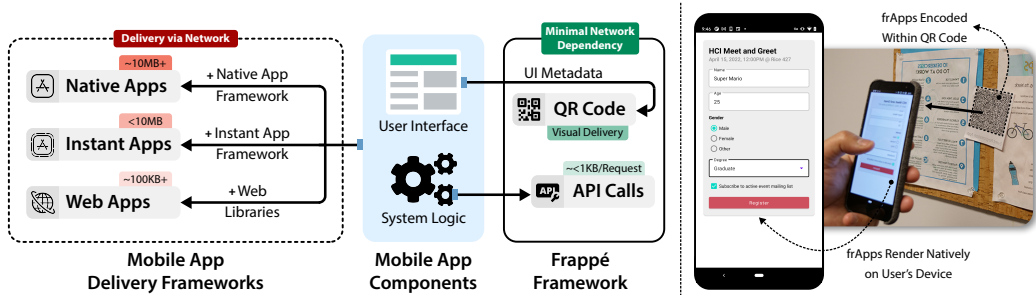 Delivery via Network
~10MB+
Native Apps
+ Native App
Framework
<10MB
Instant Apps
+ Instant App
Framework
~100KB+
Web Apps
+ Web
Libraries
Mobile App
Delivery Frameworks
User Interface
System Logic
Mobile App
Components
Minimal Network
Dependency
UI Metadata
QR Code
Visual Delivery
~<1KB/Request
API
API Calls
Frappé
Framework
9:46
HCI Meet and Greet
April 15, 2023, 12:00PM @ Rice 427
Name
Super Mario
Age
25
Gender
Male
Female
Other
Degree
Graduate
Subscribe to active event mailing list
Register
frApps Encoded
Within QR Code
frApps Render Natively
on User's Device